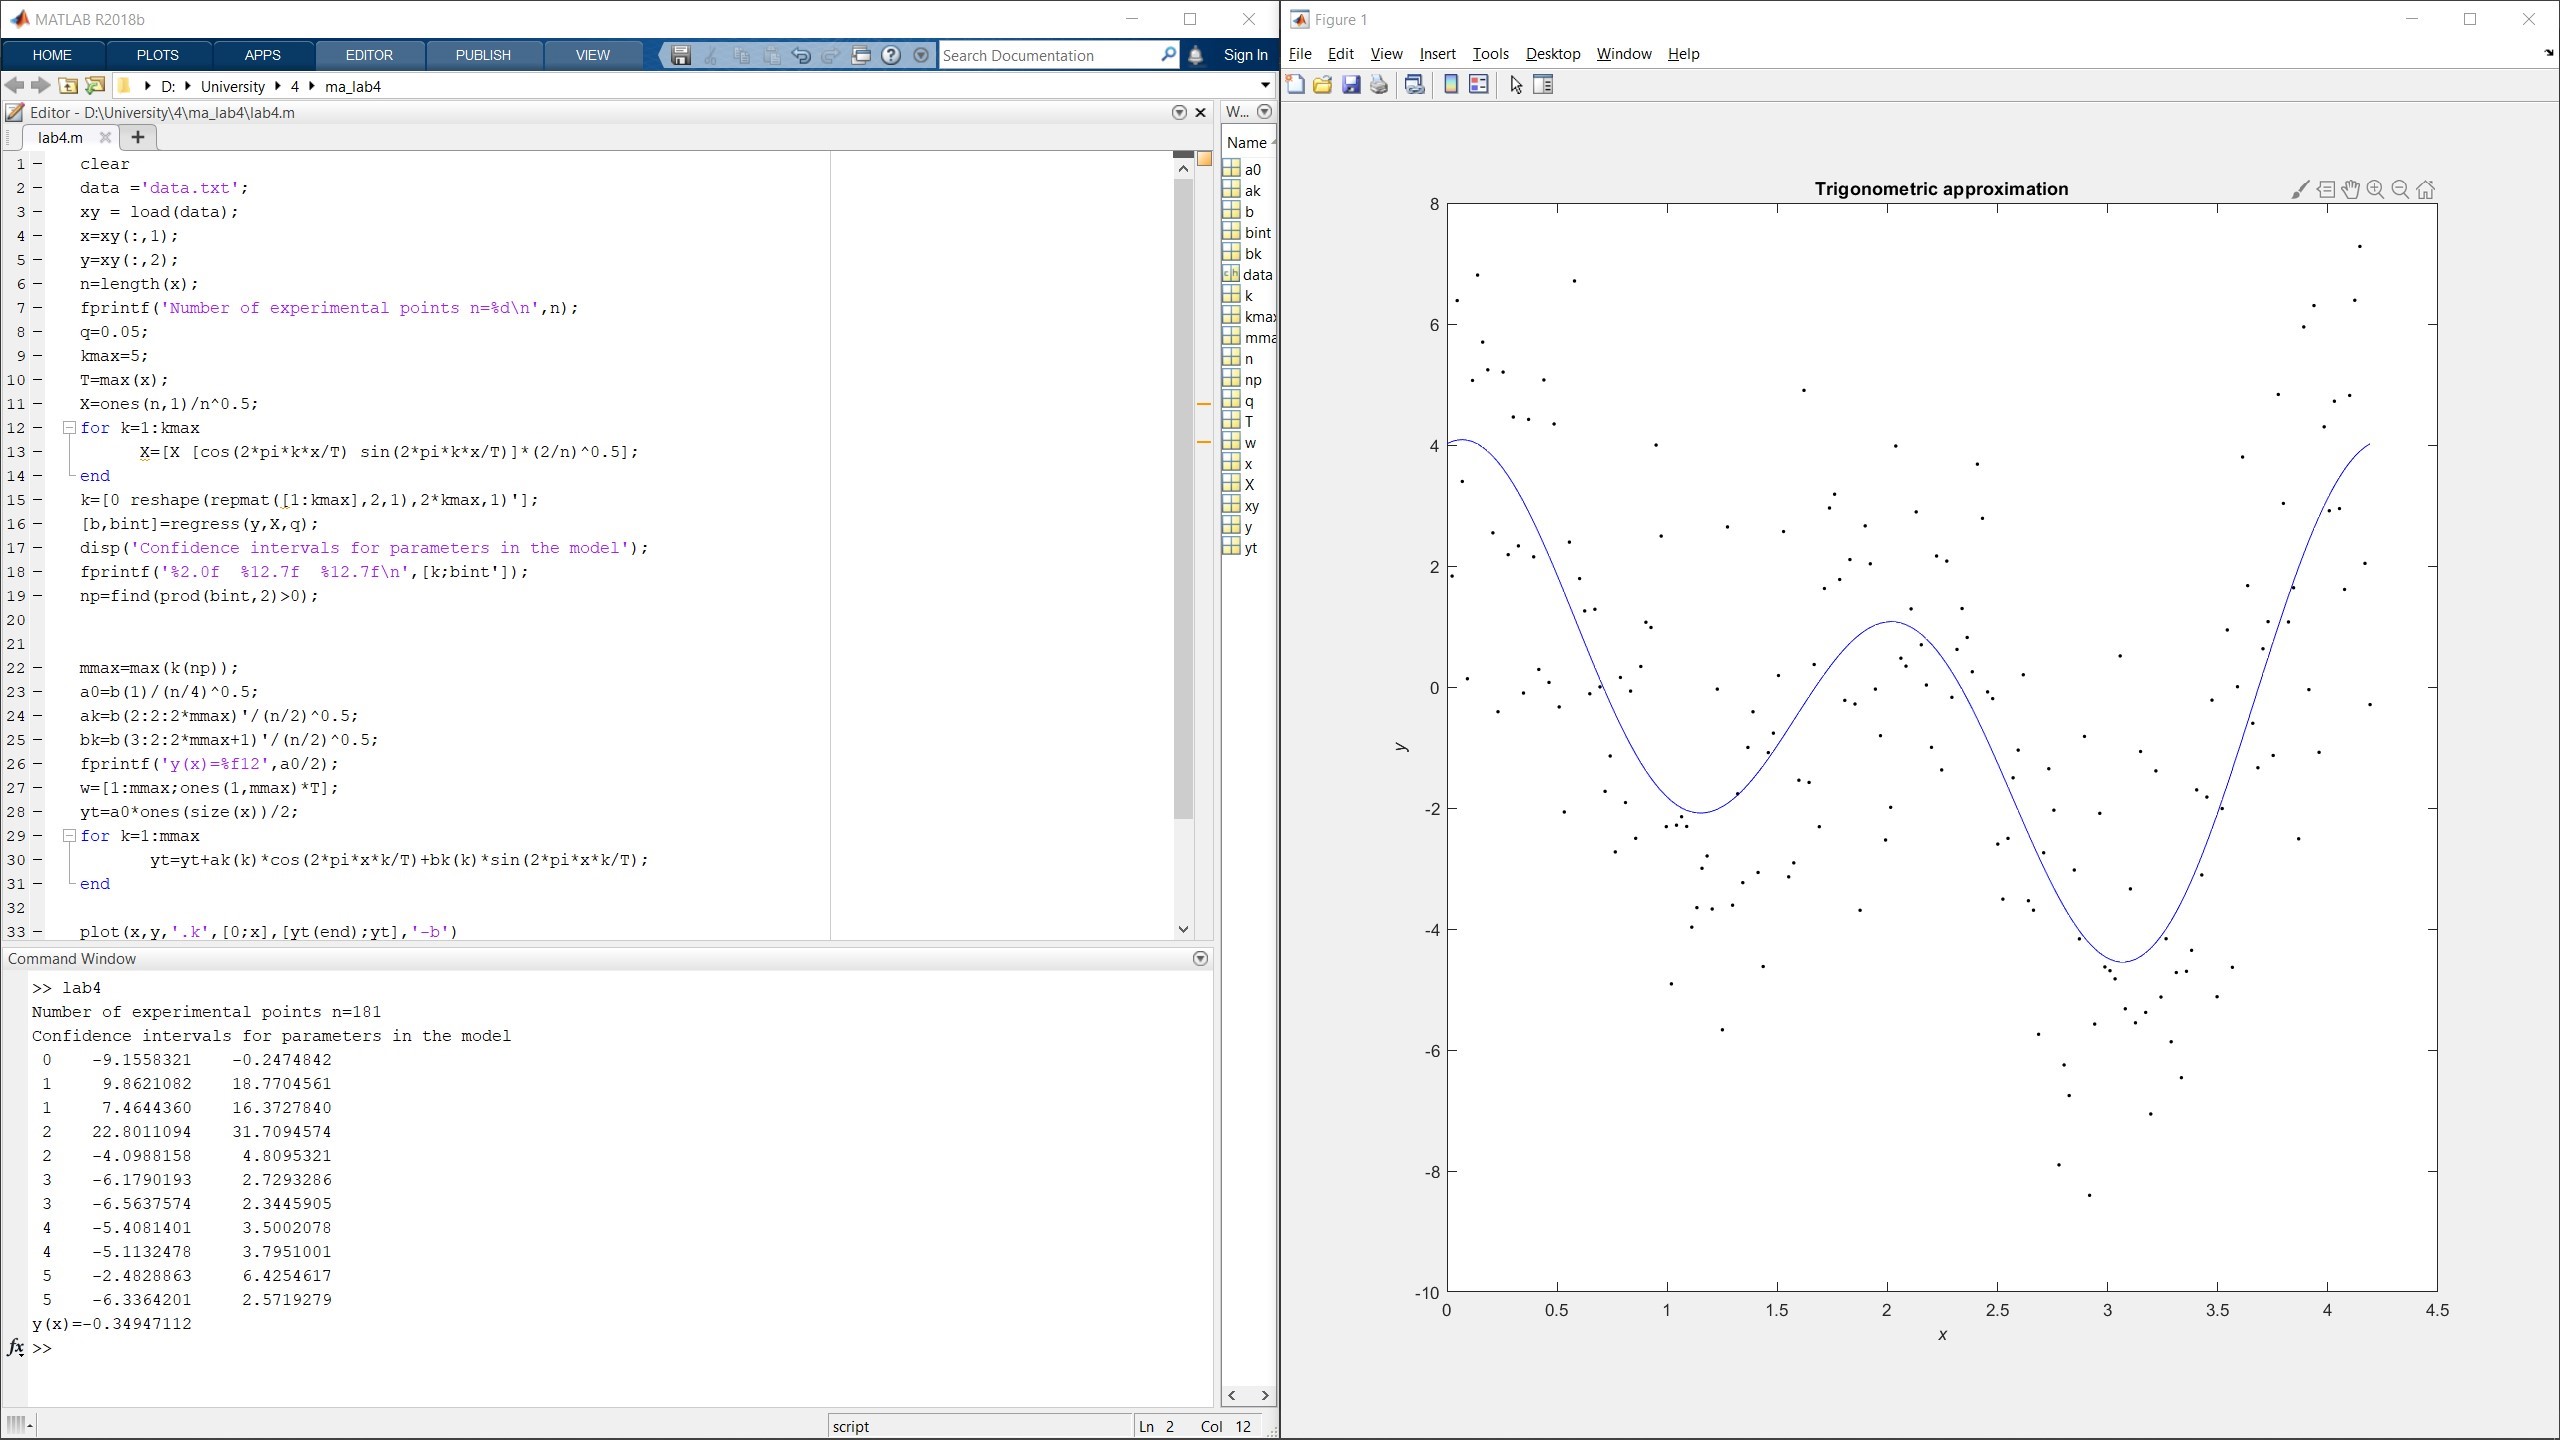 MATLAB R2018b
HOME PLOTS APPS EDITOR PUBLISH VIEW Search Documentation Sign In
D: University 4 ma_lab4
Editor - D:\University\4\ma_lab4\lab4.m
lab4.m
1 clear
2 data ='data.txt';
3 xy = load(data);
4 x=xy(:,1);
5 y=xy(:,2);
6 n=length(x);
7 fprintf('Number of experimental points n=%d\n',n);
8 q=0.05;
9 kmax=5;
10 T=max(x);
11 X=ones(n,1)/n^0.5;
12 for k=1:kmax
13 X=[X [cos(2*pi*k*x/T) sin(2*pi*k*x/T)]*(2/n)^0.5];
14 end
15 k=[0 reshape(repmat([1:kmax],2,1),2*kmax,1)'];
16 [b,bint]=regress(y,X,q);
17 disp('Confidence intervals for parameters in the model');
18 fprintf('%2.0f  %12.7f  %12.7f\n',[k;bint']);
19 np=find(prod(bint,2)>0);
20
21
22 mmax=max(k(np));
23 a0=b(1)/(n/4)^0.5;
24 ak=b(2:2:2*mmax)'/(n/2)^0.5;
25 bk=b(3:2:2*mmax+1)'/(n/2)^0.5;
26 fprintf('y(x)=%f12',a0/2);
27 w=[1:mmax;ones(1,mmax)*T];
28 yt=a0*ones(size(x))/2;
29 for k=1:mmax
30 yt=yt+ak(k)*cos(2*pi*x*k/T)+bk(k)*sin(2*pi*x*k/T);
31 end
32
33 plot(x,y,'.k',[0;x],[yt(end);yt],'-b')
Command Window
>> lab4
Number of experimental points n=181
Confidence intervals for parameters in the model
0 -9.1558321 -0.2474842
1 9.8621082 18.7704561
1 7.4644360 16.3727840
2 22.8011094 31.7094574
2 -4.0988158 4.8095321
3 -6.1790193 2.7293286
3 -6.5637574 2.3445905
4 -5.4081401 3.5002078
4 -5.1132478 3.7951001
5 -2.4828863 6.4254617
5 -6.3364201 2.5719279
y(x)=-0.34947112
fx >>
script Ln 2 Col 12
W...
Name
a0
ak
b
bint
bk
data
k
kmax
mma
n
np
q
T
w
x
X
xy
y
yt
Figure 1
File Edit View Insert Tools Desktop Window Help
Trigonometric approximation
8
6
4
2
0
-2
-4
-6
-8
-10
y
0 0.5 1 1.5 2 2.5 3 3.5 4 4.5
x